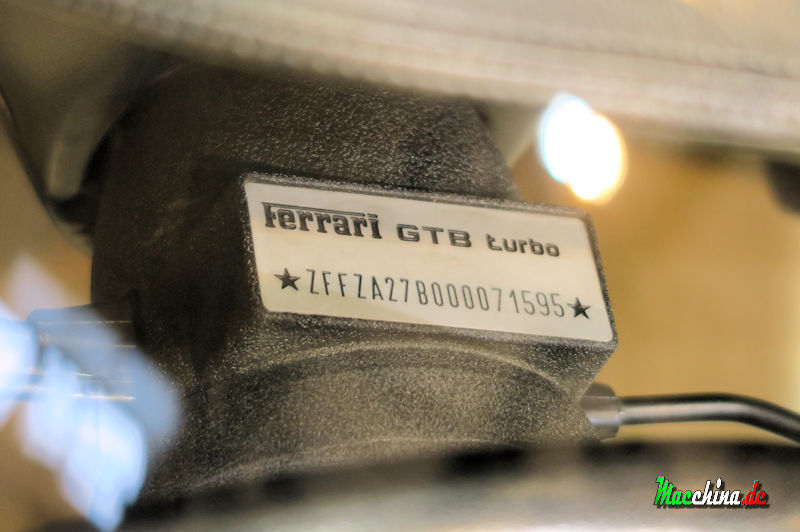 Ferrari GTB turbo
★ZFFZA27B000071595★
Macchina.de